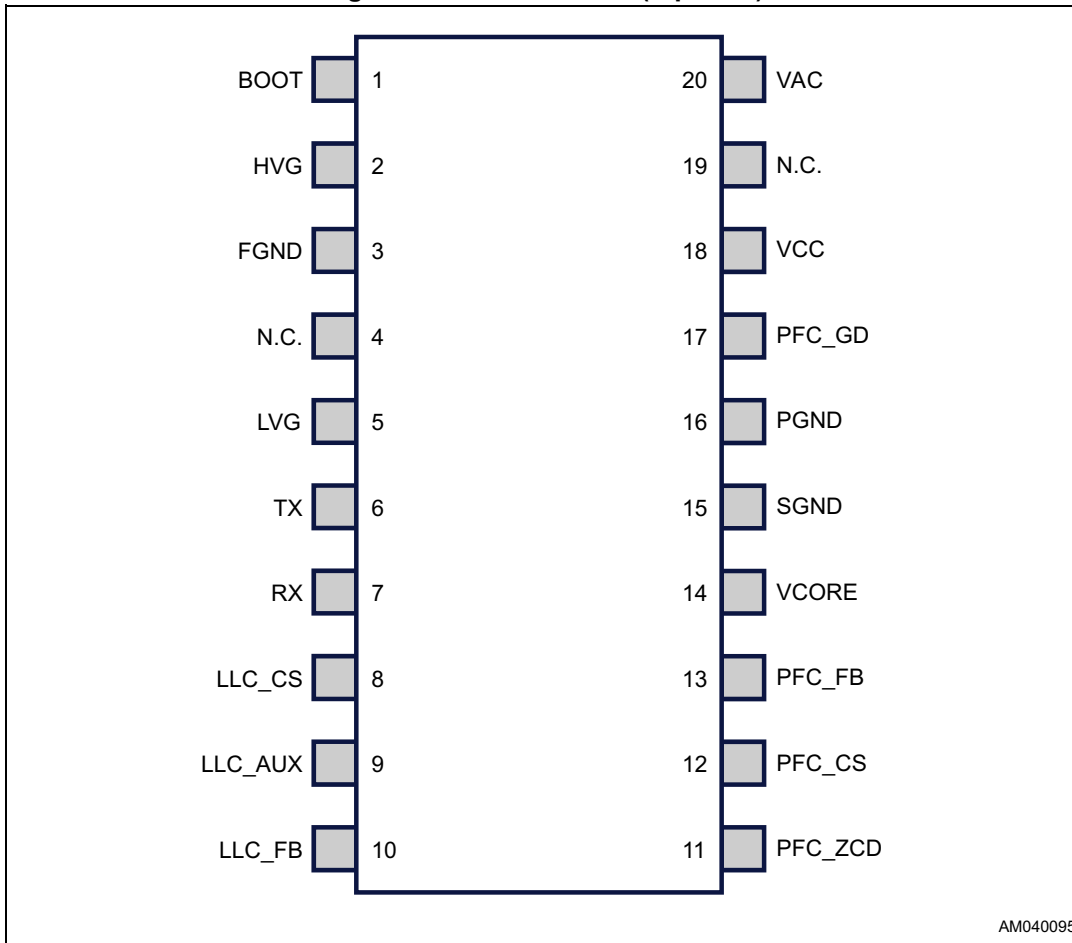 BOOT 1 20 VAC
HVG 2 19 N.C.
FGND 3 18 VCC
N.C. 4 17 PFC_GD
LVG 5 16 PGND
TX 6 15 SGND
RX 7 14 VCORE
LLC_CS 8 13 PFC_FB
LLC_AUX 9 12 PFC_CS
LLC_FB 10 11 PFC_ZCD
AM040095